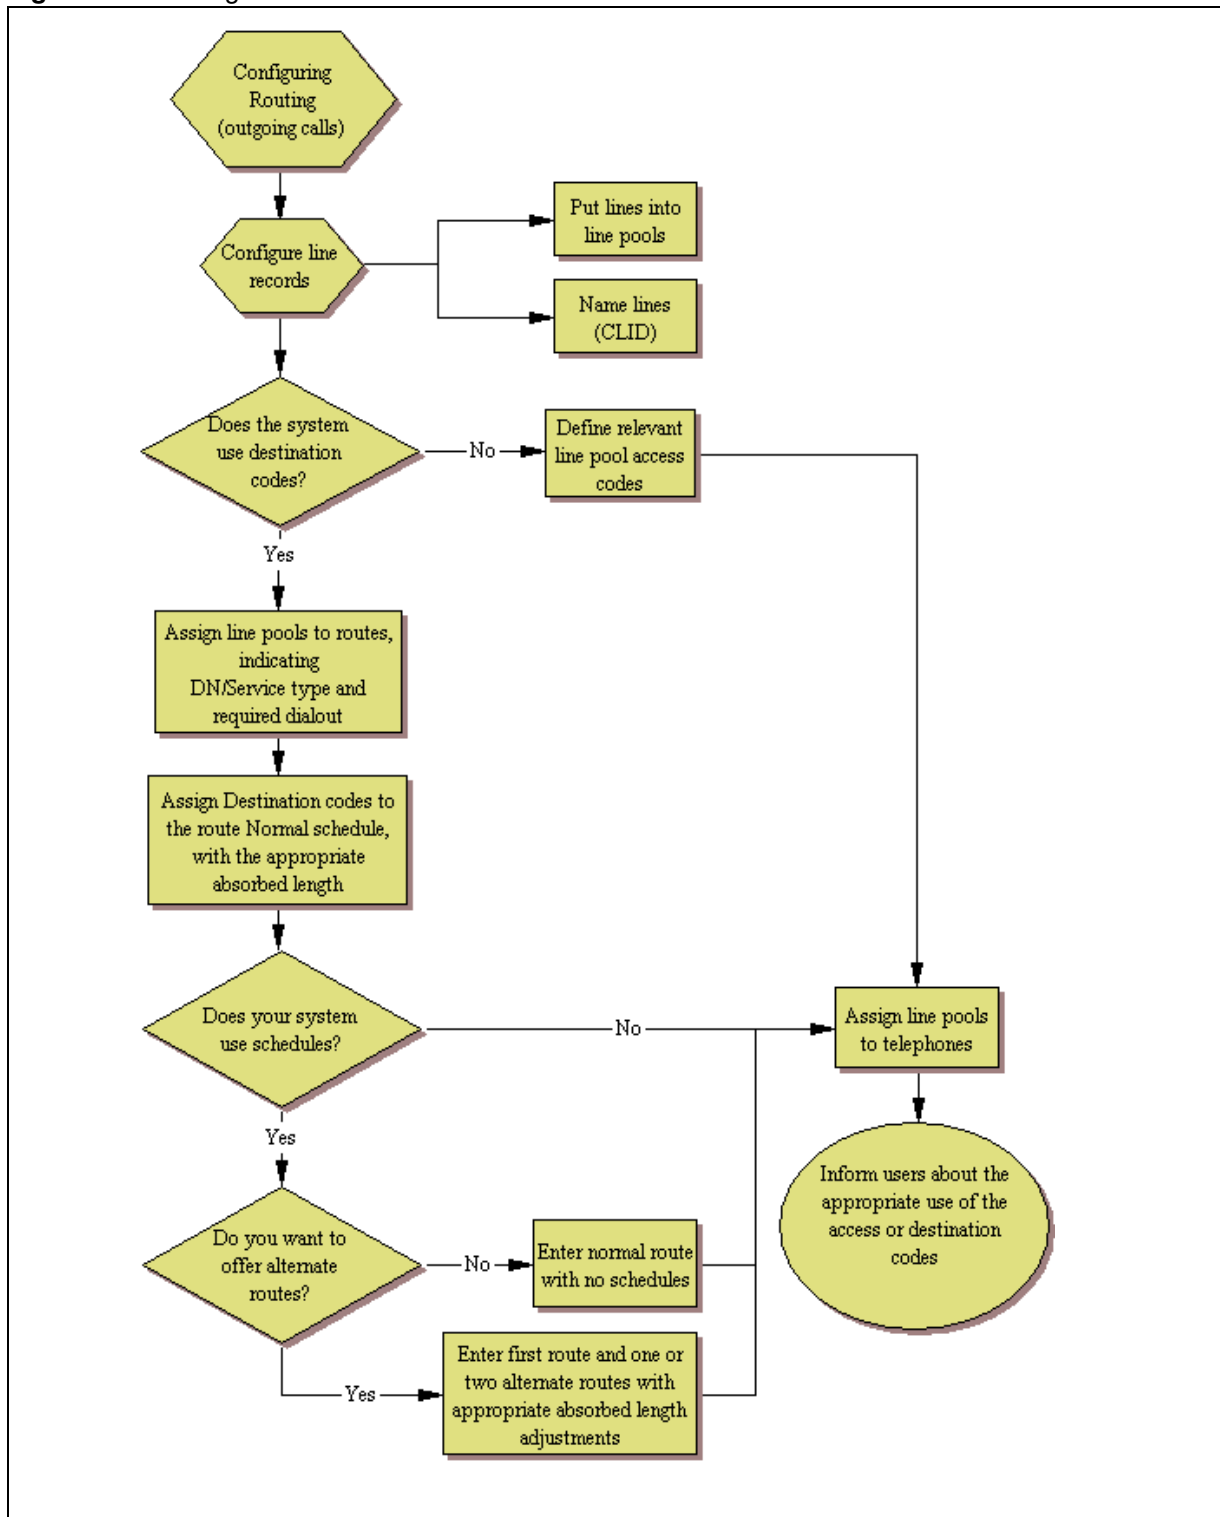 Configuring
Routing
(outgoing calls)
Put lines into
line pools
Configure line
records
Name lines
(CLID)
Does the system
use destination
codes?
No
Define relevant
line pool access
codes
Yes
Assign line pools to routes,
indicating
DN/Service type and
required dialout
Assign Destination codes to
the route Normal schedule,
with the appropriate
absorbed length
Does your system
use schedules?
No
Assign line pools
to telephones
Yes
Inform users about the
appropriate use of the
access or destination
codes
Do you want to
offer alternate
routes?
No
Enter normal route
with no schedules
Yes
Enter first route and one or
two alternate routes with
appropriate absorbed length
adjustments